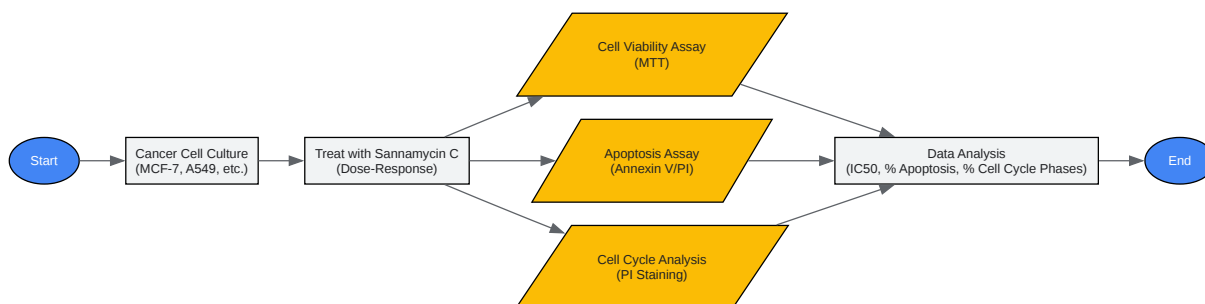 Start
Cancer Cell Culture
(MCF-7, A549, etc.)
Treat with Sannamycin C
(Dose-Response)
Cell Viability Assay
(MTT)
Apoptosis Assay
(Annexin V/PI)
Cell Cycle Analysis
(PI Staining)
Data Analysis
(IC50, % Apoptosis, % Cell Cycle Phases)
End